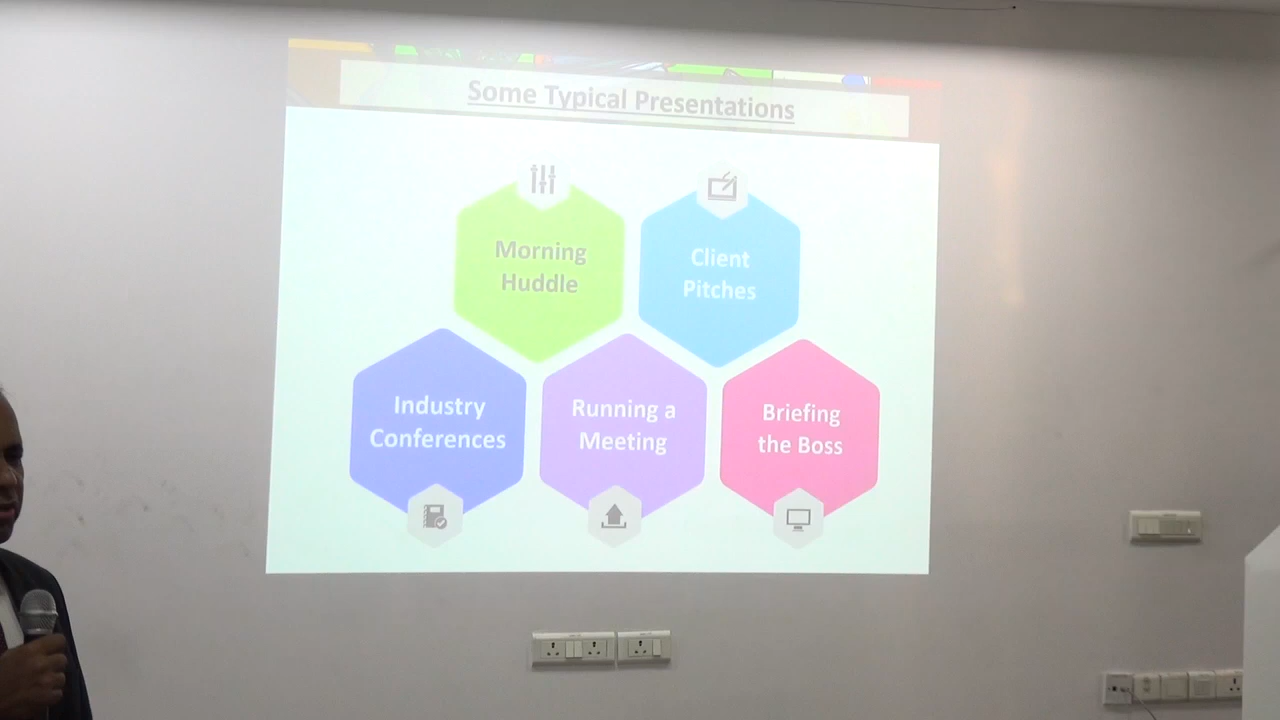 Some Typical Presentations
Morning
Huddle
Client
Pitches
Industry
Conferences
Running a
Meeting
Briefing
the Boss